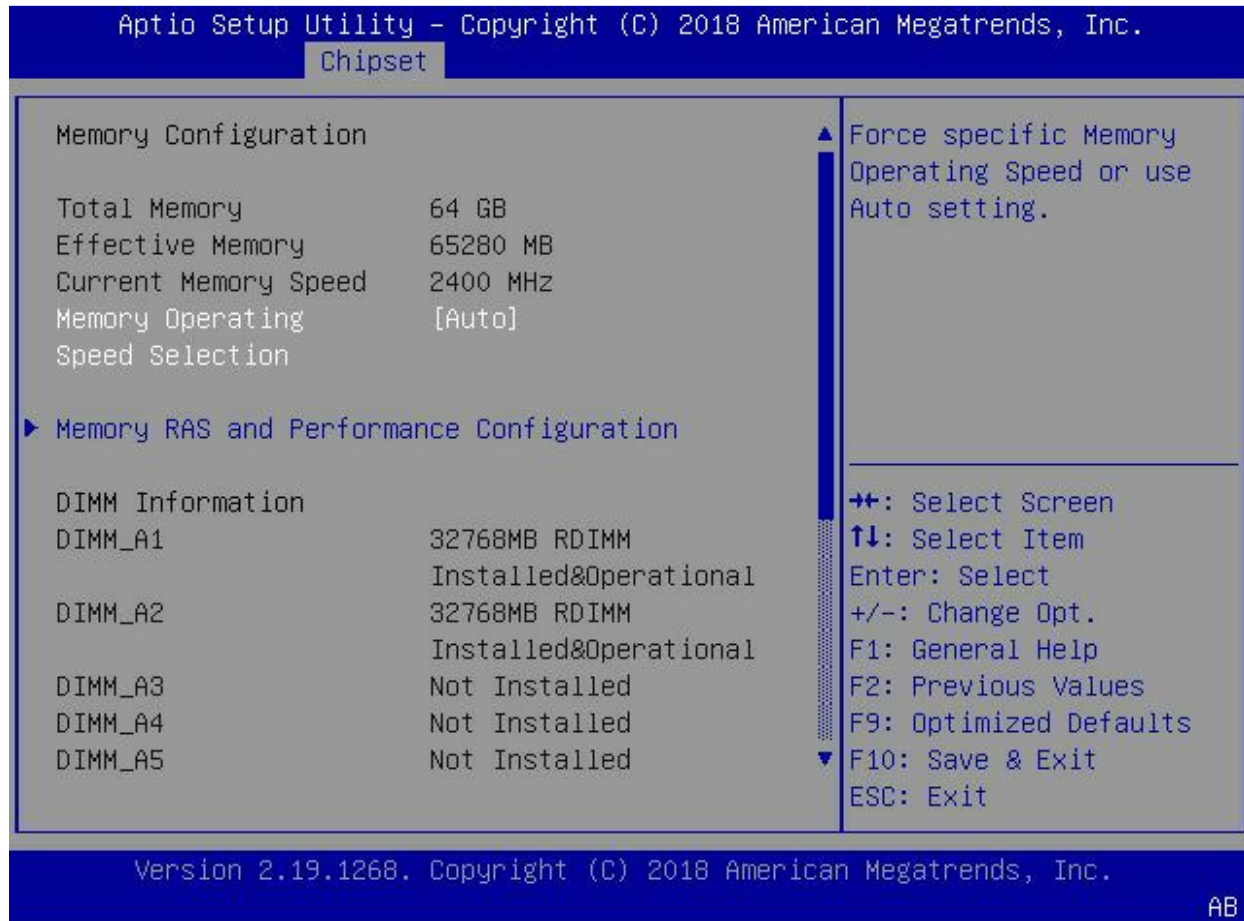 Aptio Setup Utility – Copyright (C) 2018 American Megatrends, Inc.
Chipset
Memory Configuration
Total Memory 64 GB
Effective Memory 65280 MB
Current Memory Speed 2400 MHz
Memory Operating [Auto]
Speed Selection
Memory RAS and Performance Configuration
DIMM Information
DIMM_A1 32768MB RDIMM
Installed&Operational
DIMM_A2 32768MB RDIMM
Installed&Operational
DIMM_A3 Not Installed
DIMM_A4 Not Installed
DIMM_A5 Not Installed
Force specific Memory
Operating Speed or use
Auto setting.
→←: Select Screen
↑↓: Select Item
Enter: Select
+/-: Change Opt.
F1: General Help
F2: Previous Values
F9: Optimized Defaults
F10: Save & Exit
ESC: Exit
Version 2.19.1268. Copyright (C) 2018 American Megatrends, Inc.
AB